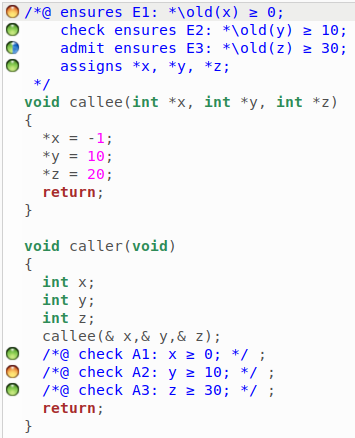 /*@ ensures E1: *\old(x) ≥ 0;
check ensures E2: *\old(y) ≥ 10;
admit ensures E3: *\old(z) ≥ 30;
assigns *x, *y, *z;
*/
void callee(int *x, int *y, int *z)
{
*x = -1;
*y = 10;
*z = 20;
return;
}
void caller(void)
{
int x;
int y;
int z;
callee(& x,& y,& z);
/*@ check A1: x ≥ 0; */ ;
/*@ check A2: y ≥ 10; */ ;
/*@ check A3: z ≥ 30; */ ;
return;
}